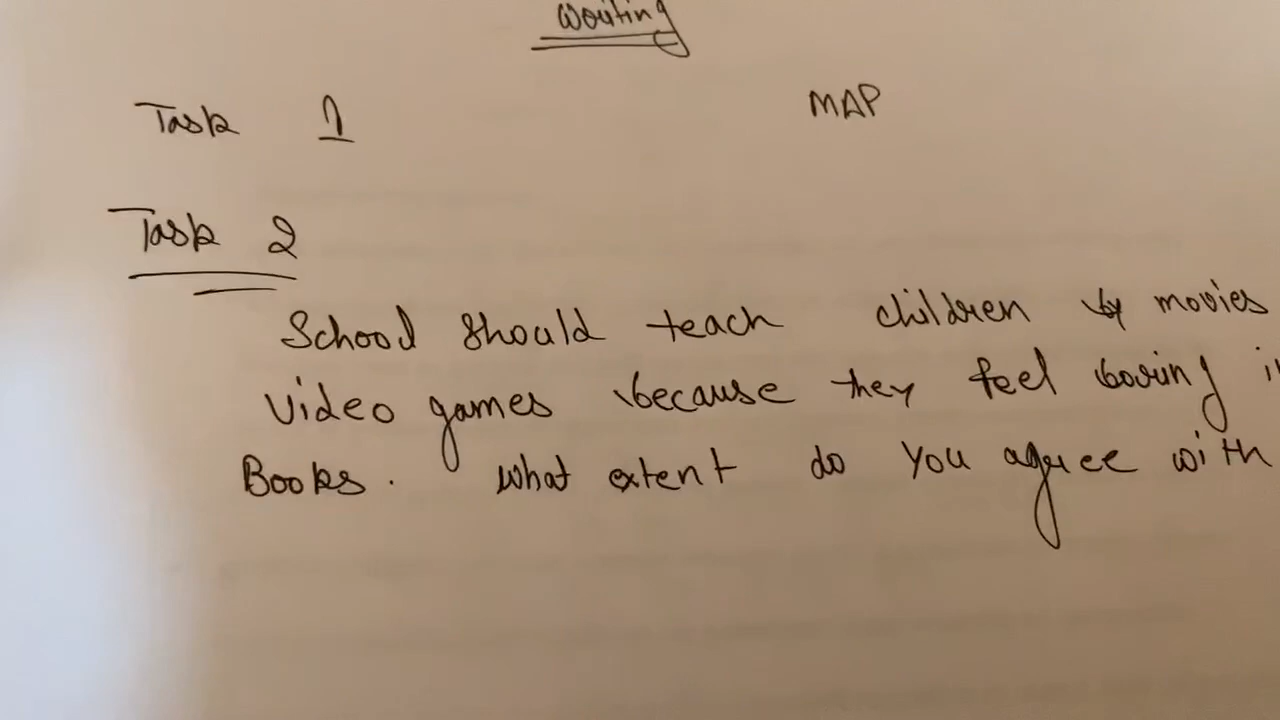 Writing
Task 1 MAP
Task 2
School should teach children by movies
video games because they feel boring
Books. what extent do you agree with